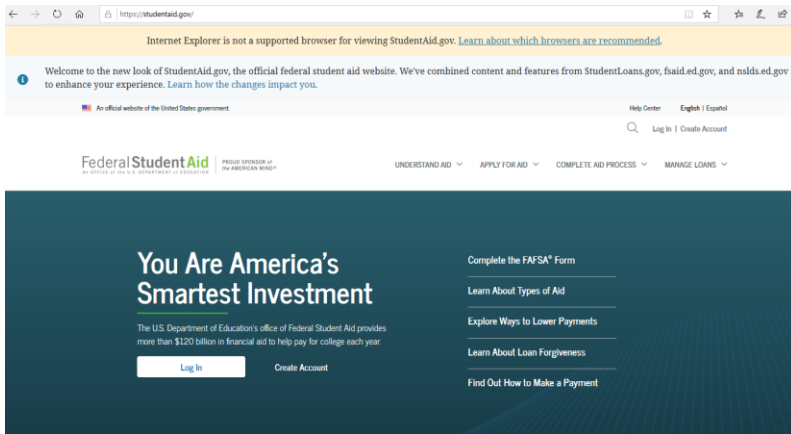 https://studentaid.gov/
Internet Explorer is not a supported browser for viewing StudentAid.gov. Learn about which browsers are recommended.
Welcome to the new look of StudentAid.gov, the official federal student aid website. We've combined content and features from StudentLoans.gov, fsaid.ed.gov, and nslds.ed.gov
to enhance your experience. Learn how the changes impact you.
An official website of the United States government.
Help Center English | Español
Log In | Create Account
Federal Student Aid
An OFFICE of the U.S. DEPARTMENT of EDUCATION
PROUD SPONSOR of
the AMERICAN MIND®
UNDERSTAND AID APPLY FOR AID COMPLETE AID PROCESS MANAGE LOANS
You Are America's
Smartest Investment
The U.S. Department of Education's office of Federal Student Aid provides
more than $120 billion in financial aid to help pay for college each year.
Log In Create Account
Complete the FAFSA® Form
Learn About Types of Aid
Explore Ways to Lower Payments
Learn About Loan Forgiveness
Find Out How to Make a Payment